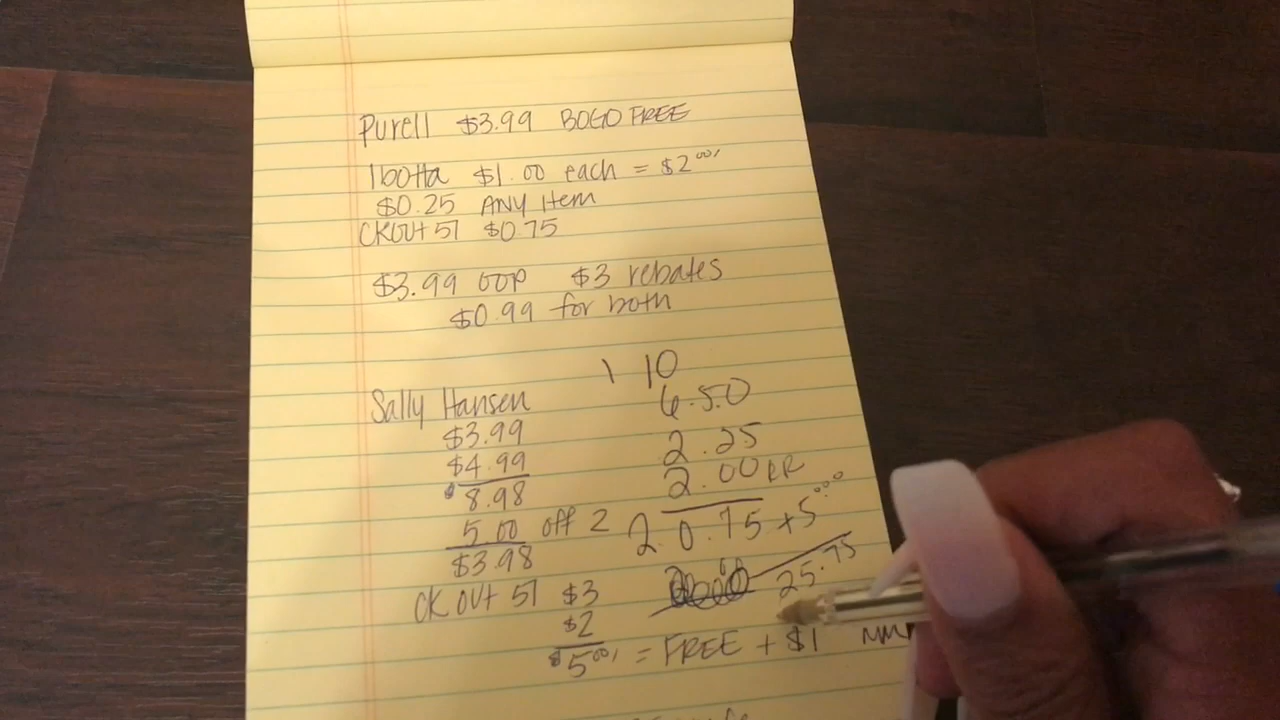 Purell $3.99 BOGO FREE
Ibotta $1.00 each = $2.00
$0.25 ANY item
CKOUT 51 $0.75
$3.99 OOP $3 rebates
$0.99 for both
1 10
Sally Hansen 6.50
$3.99 2.25
$4.99 2.00 RR
$8.98 20.75 + 5.00
5.00 off 2
$3.98 25.75
CK OUT 51 $3
$2
$5.00 = FREE + $1 MM